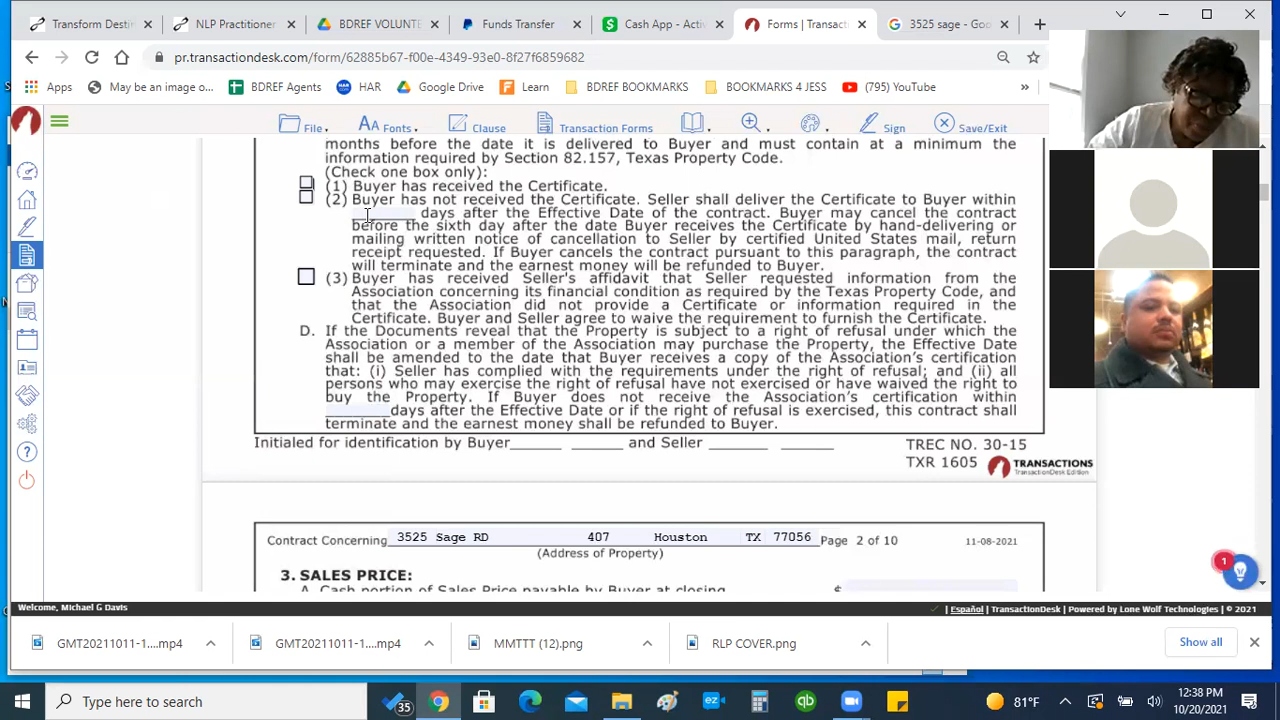 Transform Desti
NLP Practitioner
BDREF VOLUNTE
Funds Transfer
Cash App - Activ
Forms | Transact
3525 sage - Goo
pr.transactiondesk.com/form/62885b67-f00e-4349-93e0-8f27f6859682
Apps
May be an image o...
BDREF Agents
HAR
Google Drive
Learn
BDREF BOOKMARKS
BOOKMARKS 4 JESS
(795) YouTube
File
Fonts
Clause
Transaction Forms
Sign
Save/Exit
months before the date it is delivered to Buyer and must contain at a minimum the
information required by Section 82.157, Texas Property Code.
(Check one box only):
(1) Buyer has received the Certificate.
(2) Buyer has not received the Certificate. Seller shall deliver the Certificate to Buyer within
days after the Effective Date of the contract. Buyer may cancel the contract
before the sixth day after the date Buyer receives the Certificate by hand-delivering or
mailing written notice of cancellation to Seller by certified United States mail, return
receipt requested. If Buyer cancels the contract pursuant to this paragraph, the contract
will terminate and the earnest money will be refunded to Buyer.
(3) Buyer has received Seller's affidavit that Seller requested information from the
Association concerning its financial condition as required by the Texas Property Code, and
that the Association did not provide a Certificate or information required in the
Certificate. Buyer and Seller agree to waive the requirement to furnish the Certificate.
D. If the Documents reveal that the Property is subject to a right of refusal under which the
Association or a member of the Association may purchase the Property, the Effective Date
shall be amended to the date that Buyer receives a copy of the Association's certification
that: (i) Seller has complied with the requirements under the right of refusal; and (ii) all
persons who may exercise the right of refusal have not exercised or have waived the right to
buy the Property. If Buyer does not receive the Association's certification within
______days after the Effective Date or if the right of refusal is exercised, this contract shall
terminate and the earnest money shall be refunded to Buyer.
Initialed for identification by Buyer______ ______ and Seller _______ ______
TREC NO. 30-15
TXR 1605
TRANSACTIONS
TransactionDesk Edition
Contract Concerning 3525 Sage RD 407 Houston TX 77056 Page 2 of 10 11-08-2021
(Address of Property)
3. SALES PRICE:
A. Cash portion of Sales Price payable by Buyer at closing $
1
Welcome, Michael G Davis
| Español | TransactionDesk | Powered by Lone Wolf Technologies | © 2021
GMT20211011-1....mp4
GMT20211011-1....mp4
MMTTT (12).png
RLP COVER.png
Show all
Type here to search
35
ez
qb
81°F
12:38 PM
10/20/2021